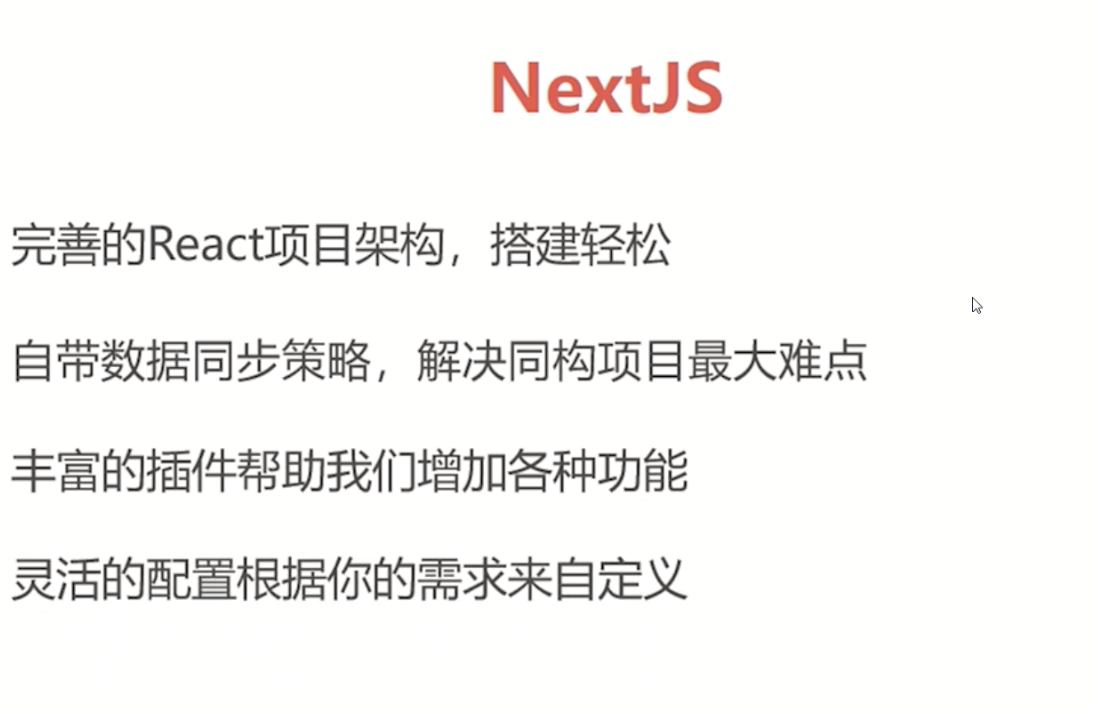 NextJS
完善的React项目架构，搭建轻松
自带数据同步策略，解决同构项目最大难点
丰富的插件帮助我们增加各种功能
灵活的配置根据你的需求来自定义